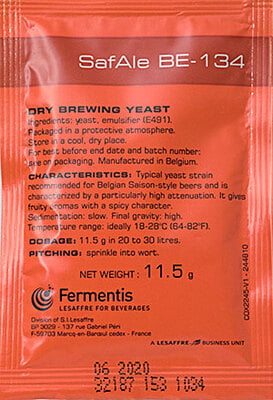 SafAle BE-134
DRY BREWING YEAST
Ingredients: yeast, emulsifier (E491).
Packaged in a protective atmosphere.
Store in a cool, dry place.
For best before end date and batch number:
see on packaging. Manufactured in Belgium.
CHARACTERISTICS: Typical yeast strain
recommended for Belgian Saison-style beers and is
characterized by a particularly high attenuation. It gives
fruity aromas with a spicy character.
Sedimentation: slow. Final gravity: high.
Temperature range: ideally 18-28°C (64-82°F).
DOSAGE: 11.5 g in 20 to 30 liters.
PITCHING: sprinkle into wort.
NET WEIGHT: 11.5 g
Fermentis
LESAFFRE FOR BEVERAGES
Division of S.I.Lesaffre
BP 3029 - 137 rue Gabriel Péri
F-59703 Marcq-en-Barœul cedex - France
A LESAFFRE BUSINESS UNIT
COX2245-V1 - 244810
06 2020
32187 153 1034